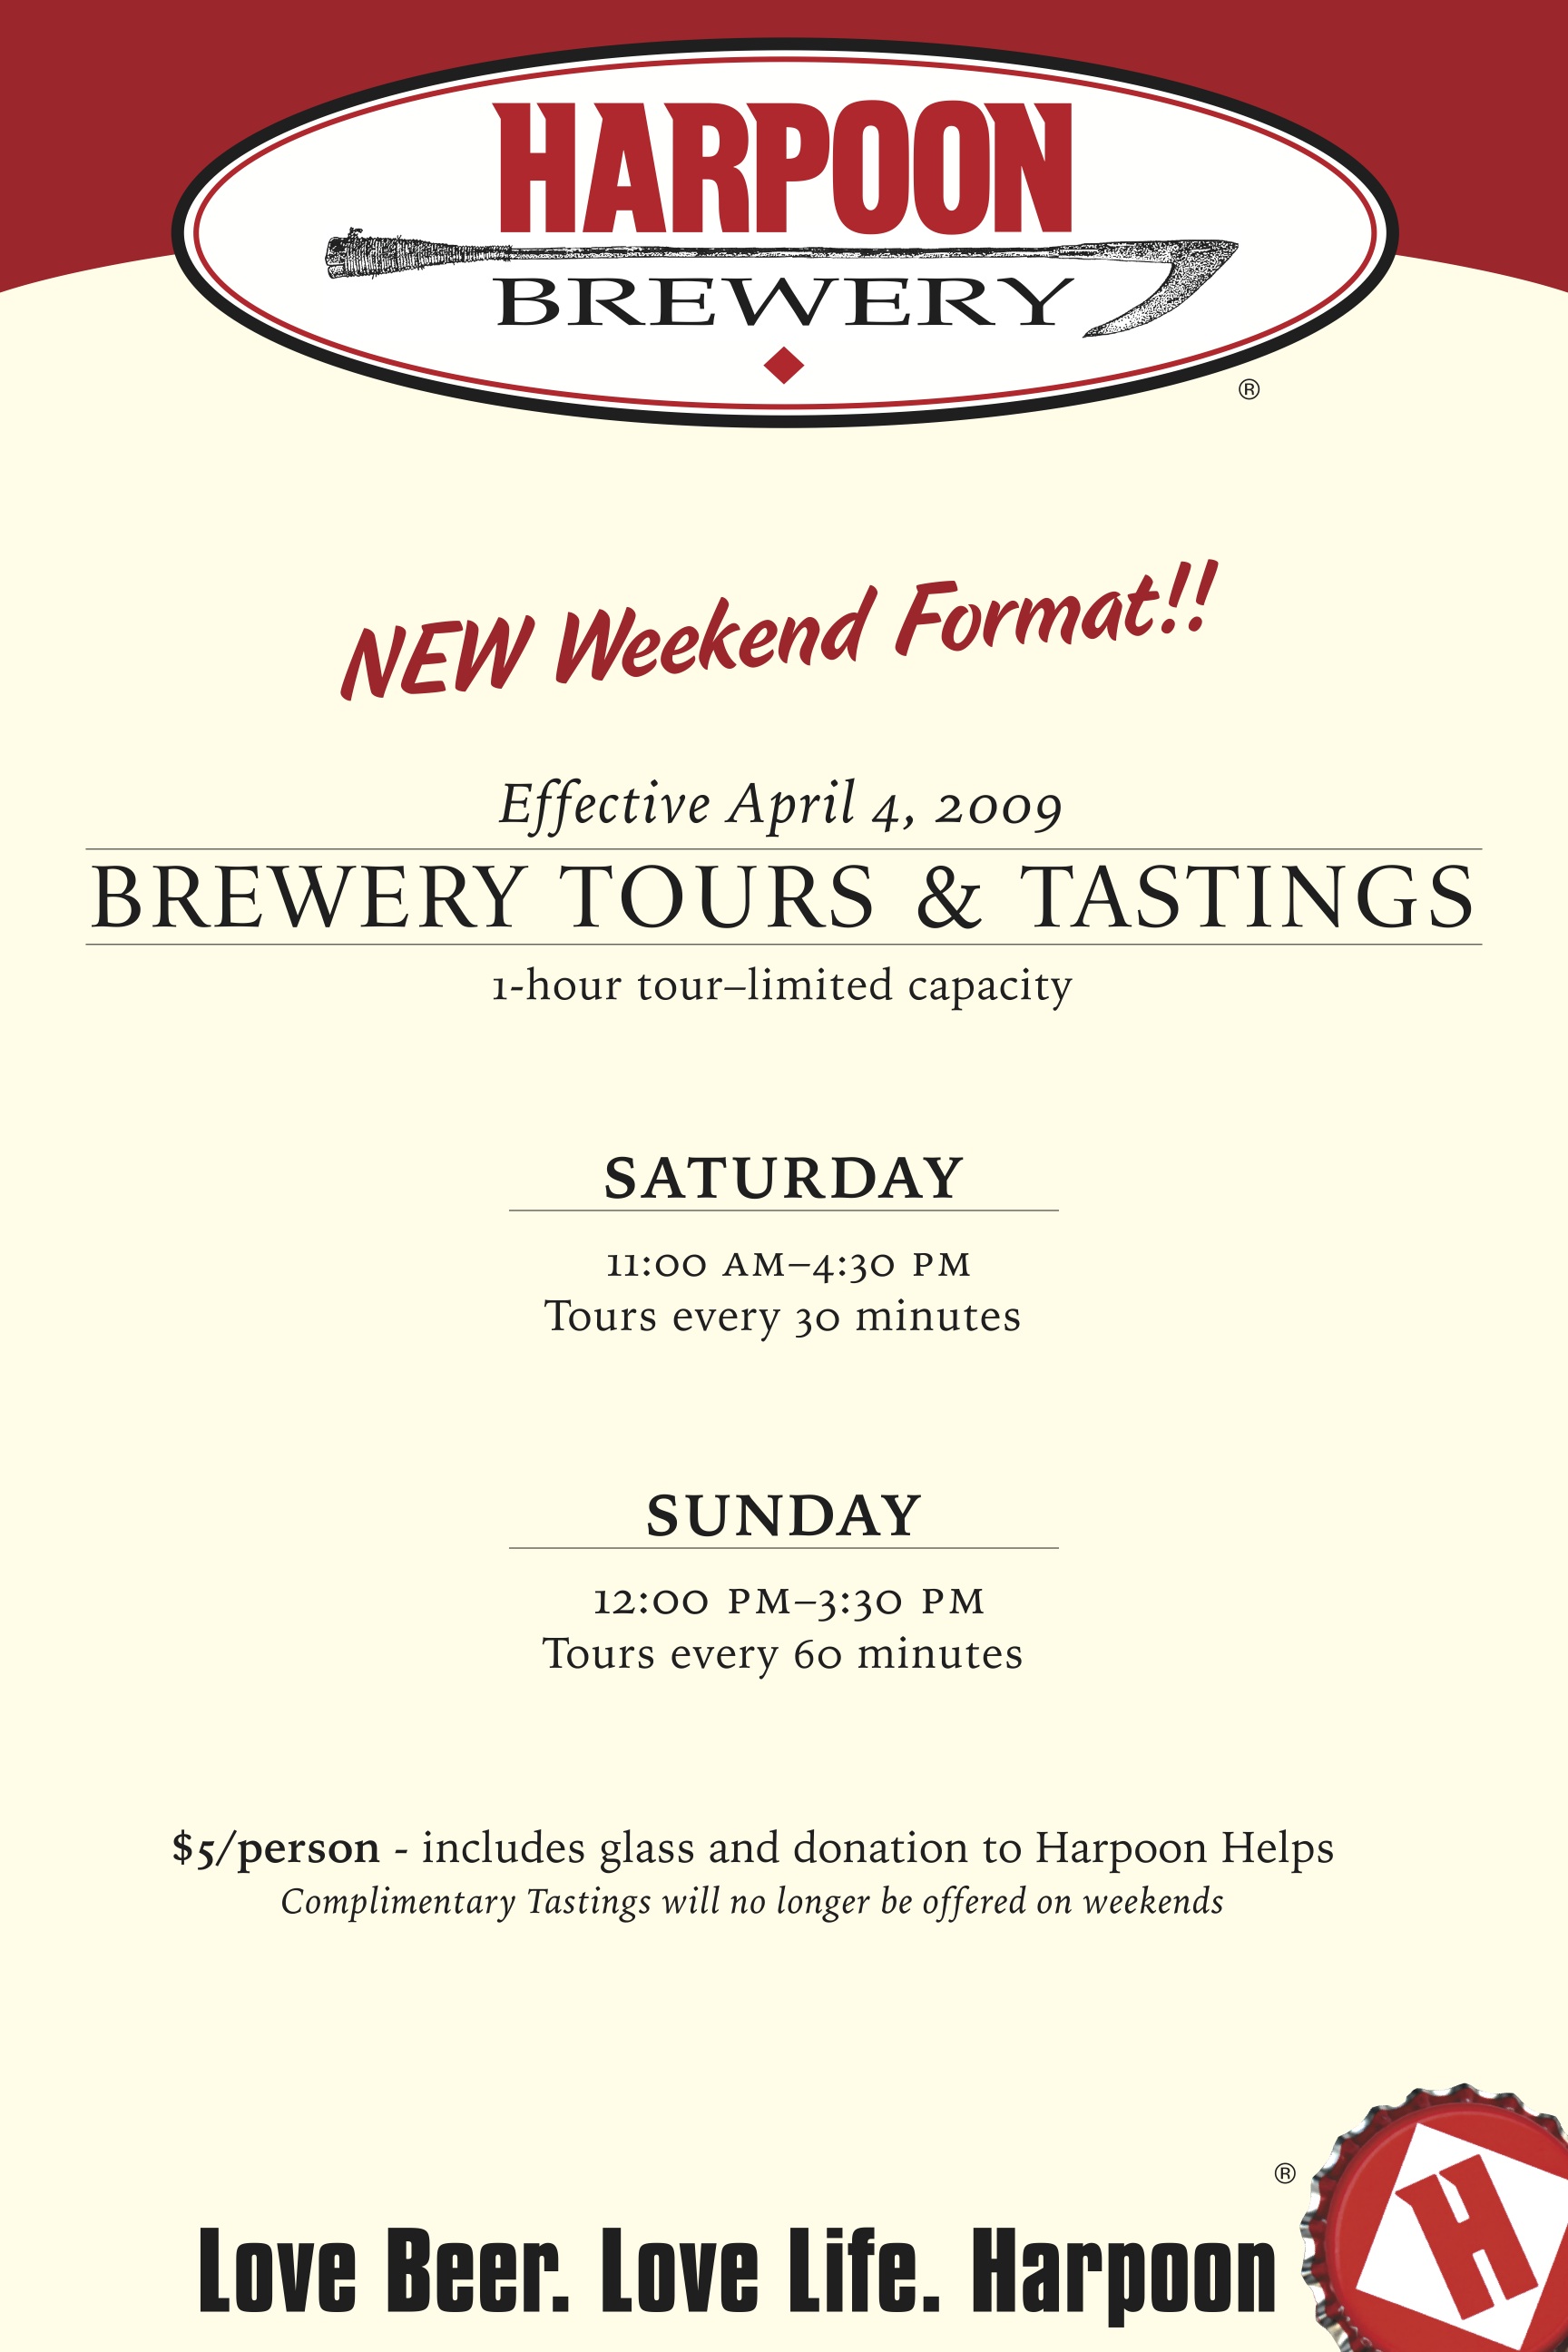 HARPOON
BREWERY
®
NEW Weekend Format!!
Effective April 4, 2009
BREWERY TOURS & TASTINGS
1-hour tour–limited capacity
SATURDAY
11:00 AM–4:30 PM
Tours every 30 minutes
SUNDAY
12:00 PM–3:30 PM
Tours every 60 minutes
$5/person - includes glass and donation to Harpoon Helps
Complimentary Tastings will no longer be offered on weekends
®
Love Beer. Love Life. Harpoon
H